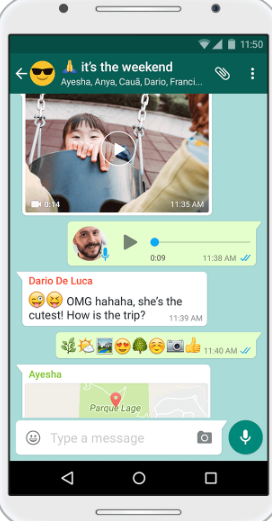 11:50
🙏 it's the weekend
Ayesha, Anya, Cauã, Dario, Franci...
0:14
11:35 AM
0:09
11:38 AM
Dario De Luca
😜😝 OMG hahaha, she's the
cutest! How is the trip?
11:39 AM
🌿🌤️🏞️😍🌳☺️📷👍 11:40 AM
Ayesha
Parque Lage
Type a message